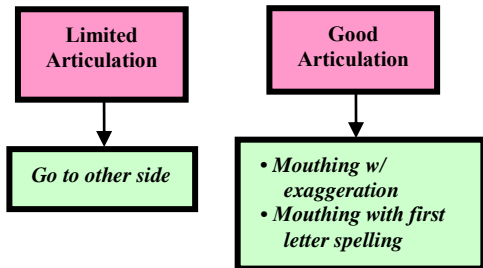 Limited
Articulation
Good
Articulation
Go to other side
• Mouthing w/
exaggeration
• Mouthing with first
letter spelling